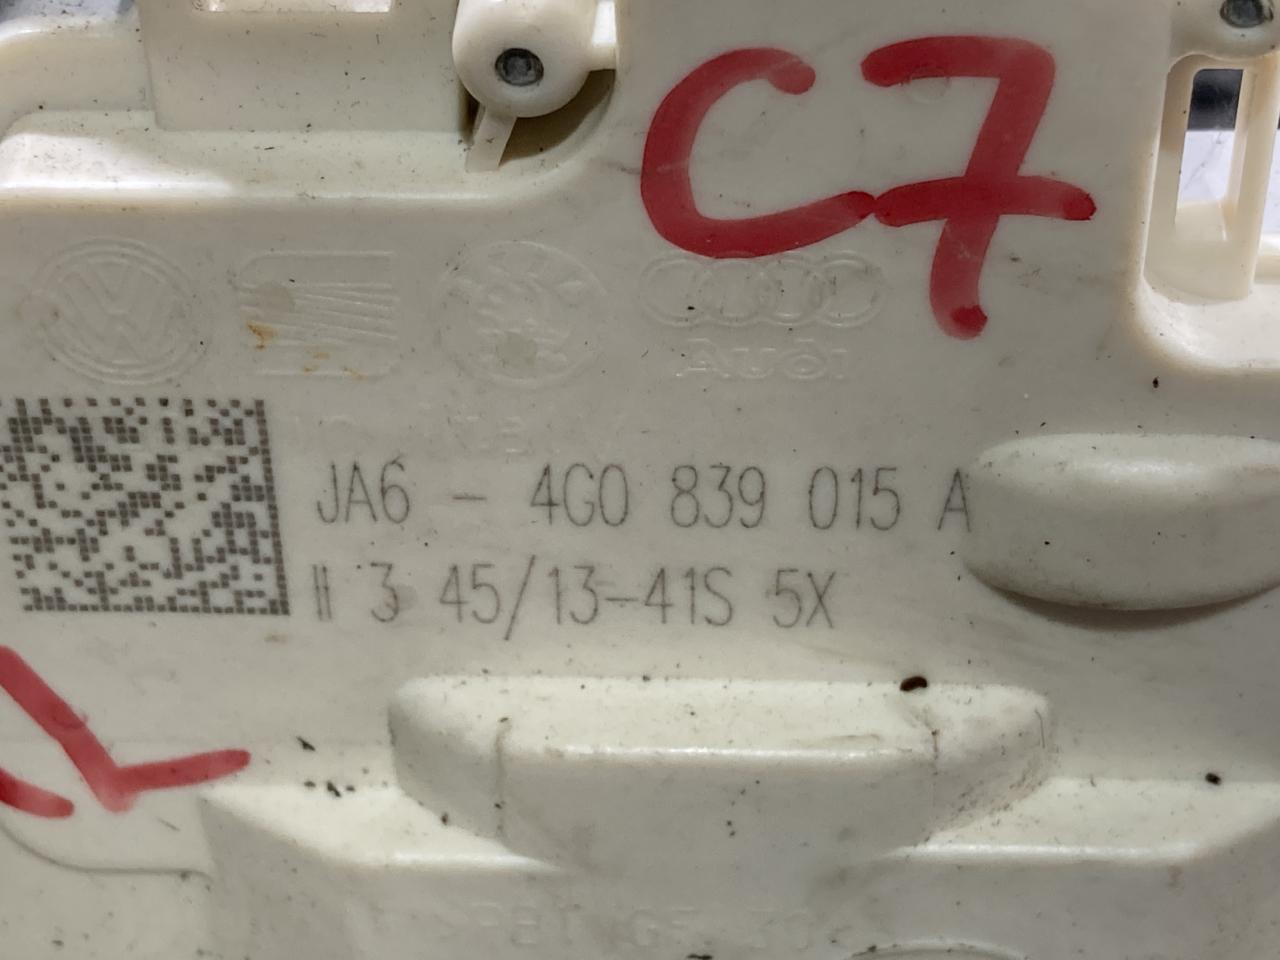 C7
Audi
JA6 - 4G0 839 015 A
II 3 45/13-41S 5X
L